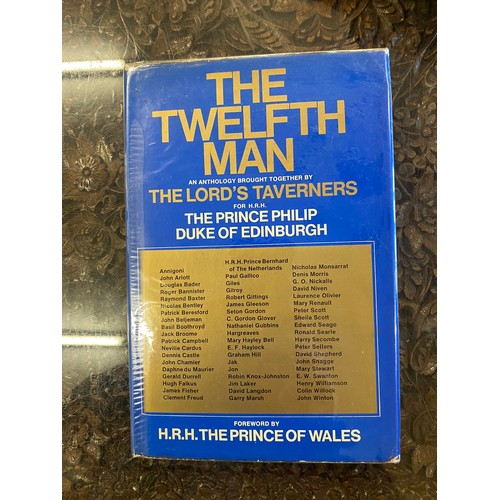 THE
TWELFTH
MAN
AN ANTHOLOGY BROUGHT TOGETHER BY
THE LORD'S TAVERNERS
FOR H.R.H.
THE PRINCE PHILIP
DUKE OF EDINBURGH
Annigoni
John Arlott
Douglas Bader
Roger Bannister
Raymond Baxter
Nicolas Bentley
Patrick Beresford
John Betjeman
Basil Boothroyd
Jack Broome
Patrick Campbell
Neville Cardus
Dennis Castle
John Chamier
Daphne du Maurier
Gerald Durrell
Hugh Falkus
James Fisher
Clement Freud
H.R.H. Prince Bernhard
of The Netherlands
Paul Gallico
Giles
Gilroy
Robert Gittings
James Gleeson
Seton Gordon
C. Gordon Glover
Nathaniel Gubbins
Hargreaves
Mary Hayley Bell
E. F. Haylock
Graham Hill
Jak
Jon
Robin Knox-Johnston
Jim Laker
David Langdon
Garry Marsh
Nicholas Monsarrat
Denis Morris
G. O. Nickalls
David Niven
Laurence Olivier
Mary Renault
Peter Scott
Sheila Scott
Edward Seago
Ronald Searle
Harry Secombe
Peter Sellers
David Shepherd
John Snagge
Mary Stewart
E. W. Swanton
Henry Williamson
Colin Willock
John Winton
FOREWORD BY
H.R.H. THE PRINCE OF WALES